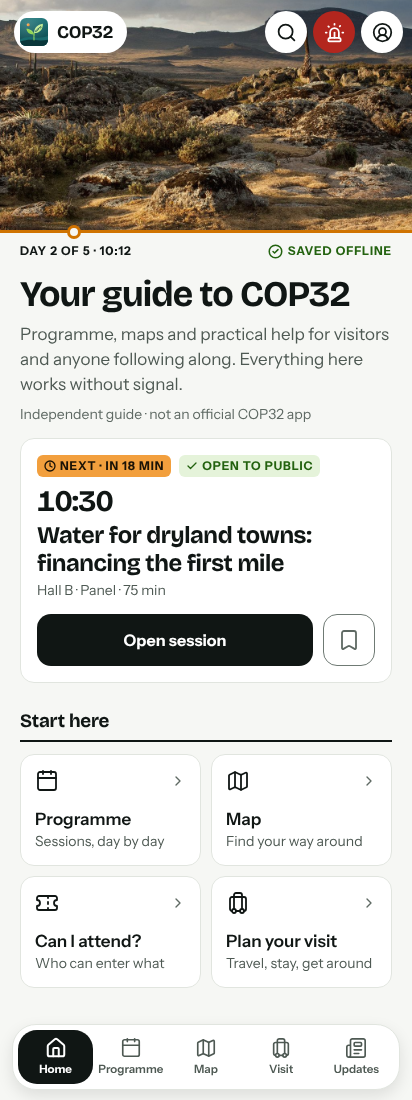 COP32
DAY 2 OF 5 · 10:12
SAVED OFFLINE
Your guide to COP32
Programme, maps and practical help for visitors
and anyone following along. Everything here
works without signal.
Independent guide · not an official COP32 app
NEXT · IN 18 MIN
OPEN TO PUBLIC
10:30
Water for dryland towns:
financing the first mile
Hall B · Panel · 75 min
Open session
Start here
Programme
Sessions, day by day
Map
Find your way around
Can I attend?
Who can enter what
Plan your visit
Travel, stay, get around
Home
Programme
Map
Visit
Updates